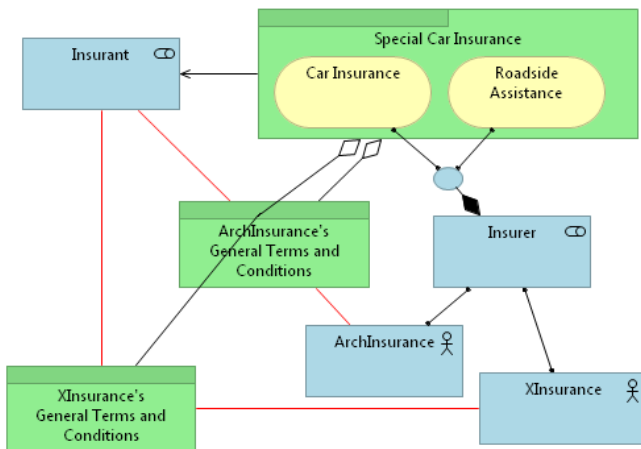 Insurant
Special Car Insurance
Car Insurance
Roadside
Assistance
ArchInsurance's
General Terms and
Conditions
Insurer
ArchInsurance
XInsurance's
General Terms and
Conditions
XInsurance